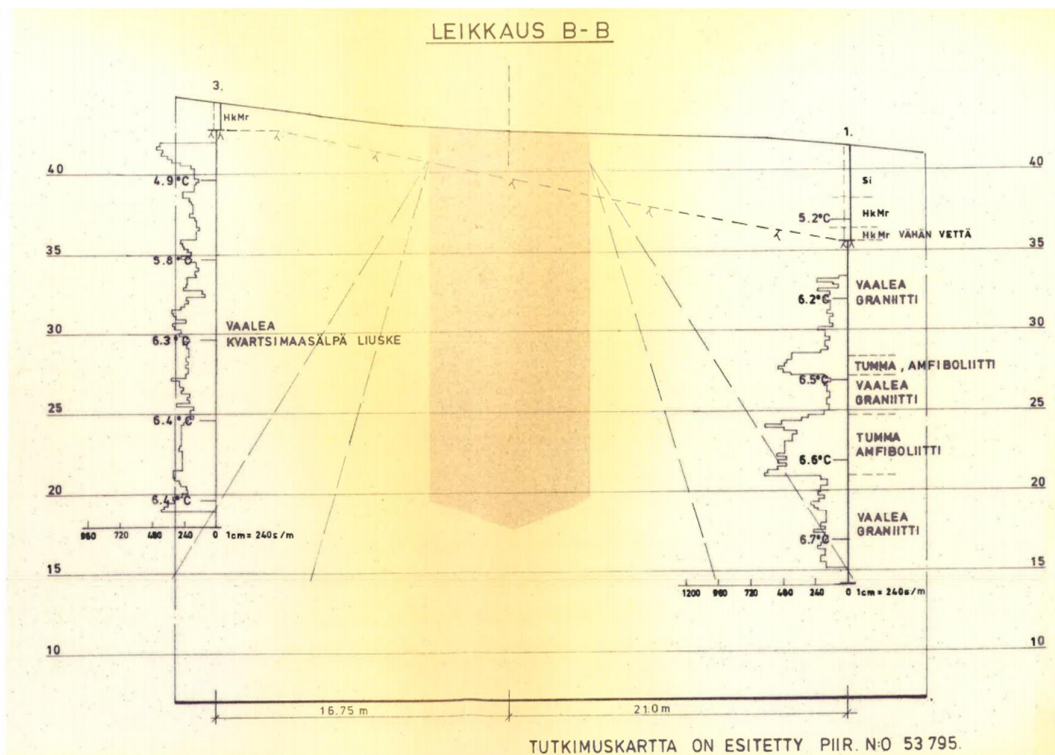 LEIKKAUS B-B
3.
HkMr
1.
40
40
4.9°C
Si
5.2°C
HkMr
HkMr VÄHÄN VETTÄ
35
35
5.8°C
6.2°C
VAALEA
GRANIITTI
30
30
VAALEA
KVARTSIMAASÄLPÄ LIUSKE
6.3°C
TUMMA, AMFIBOLIITTI
6.5°C
VAALEA
GRANIITTI
25
25
6.4°C
TUMMA
AMFIBOLIITTI
6.6°C
20
20
6.4°C
VAALEA
GRANIITTI
6.7°C
960 720 480 240 0 1cm = 240s/m
15
15
1200 960 720 480 240 0 1cm = 240s/m
10
10
16.75 m
21.0 m
TUTKIMUSKARTTA ON ESITETTY PIIR. N:O 53 795.